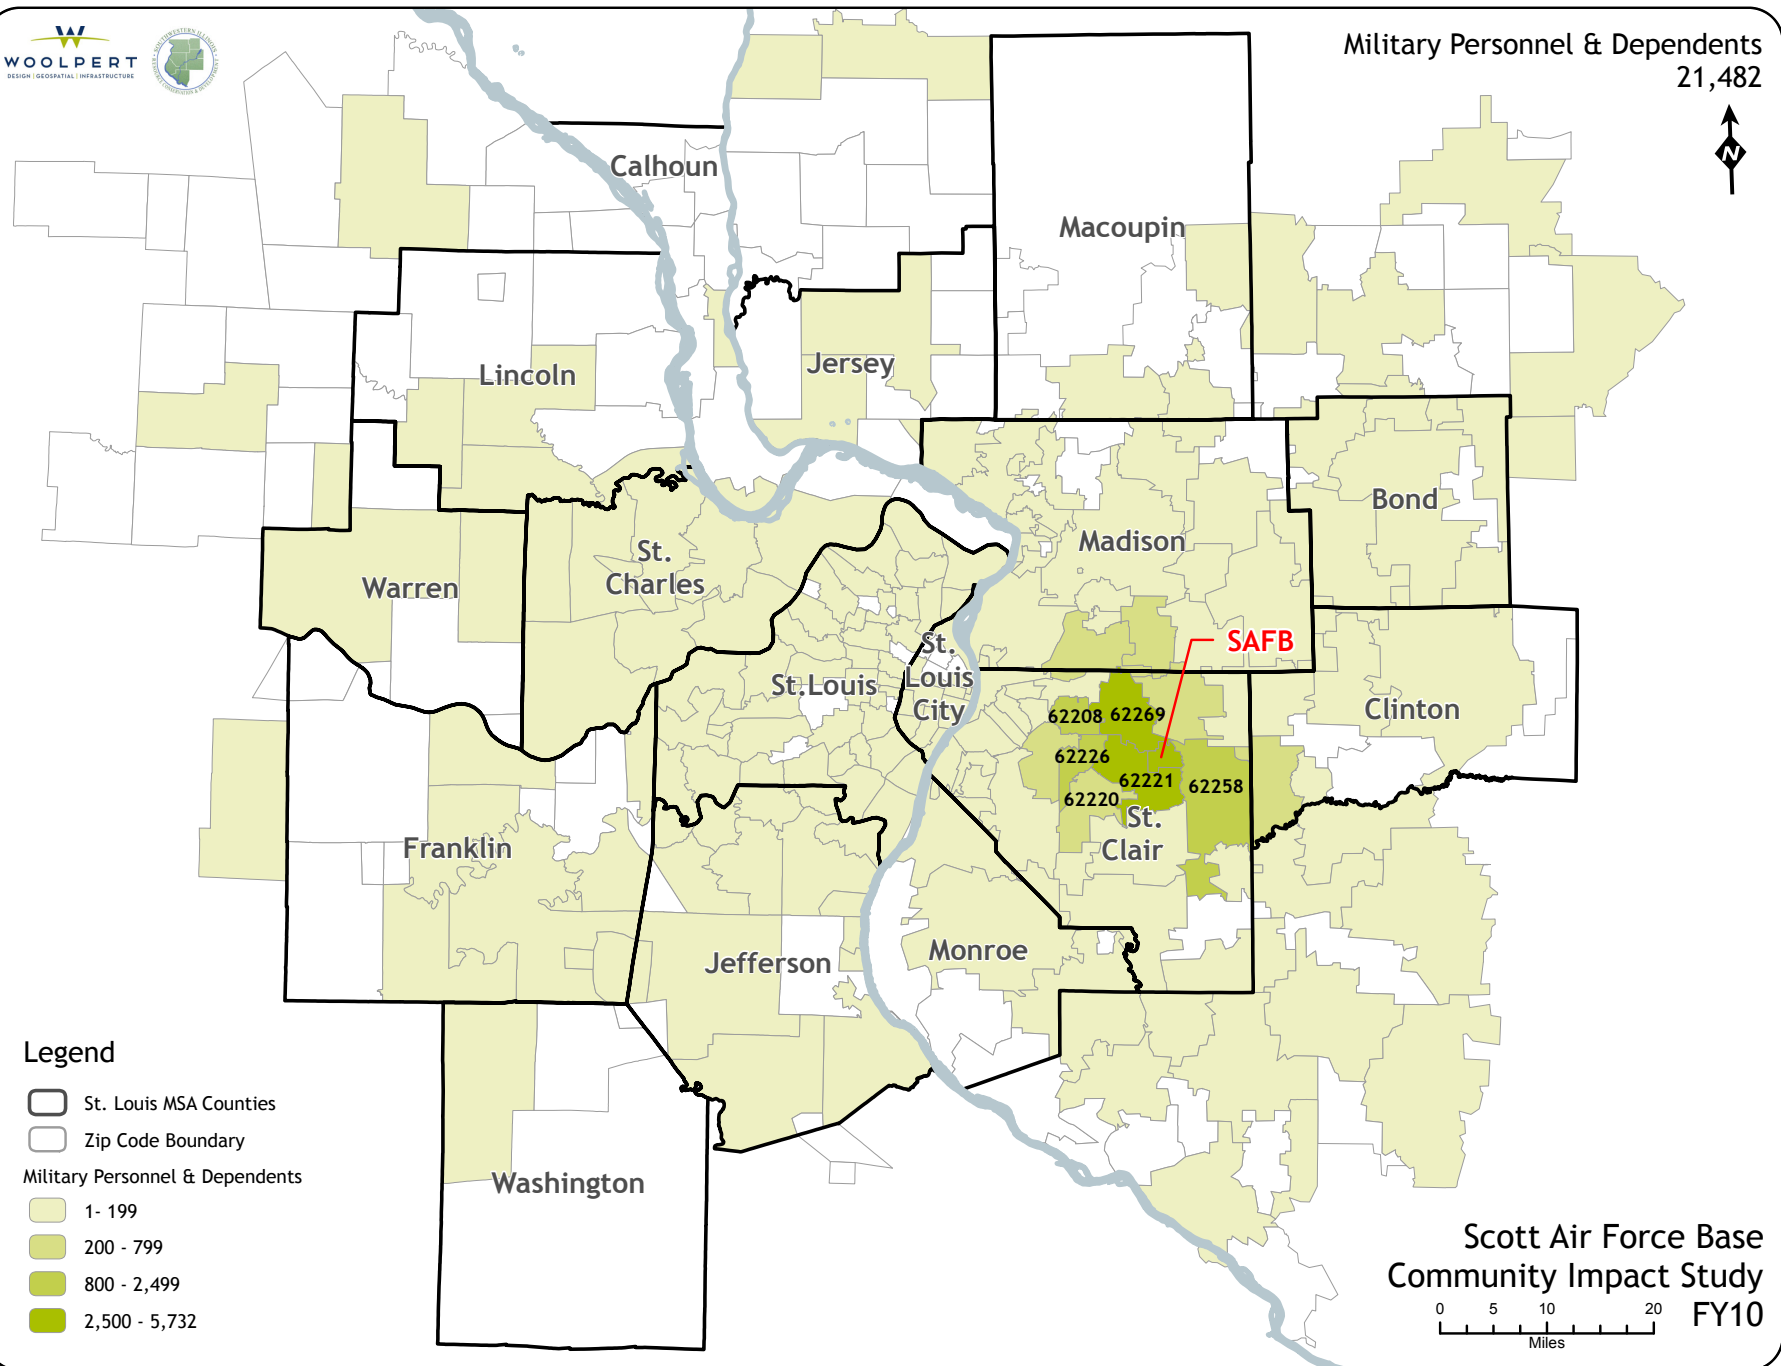 WOOLPERT
DESIGN | GEOSPATIAL | INFRASTRUCTURE
Military Personnel & Dependents
21,482
N
Calhoun
Macoupin
Jersey
Lincoln
Bond
Madison
St.
Charles
Warren
SAFB
St.
Louis
City
St.Louis
Clinton
62208
62269
62226
62221
62258
62220
St.
Clair
Franklin
Monroe
Jefferson
Washington
Legend
St. Louis MSA Counties
Zip Code Boundary
Military Personnel & Dependents
1- 199
200 - 799
800 - 2,499
2,500 - 5,732
Scott Air Force Base
Community Impact Study
FY10
0 5 10 20
Miles